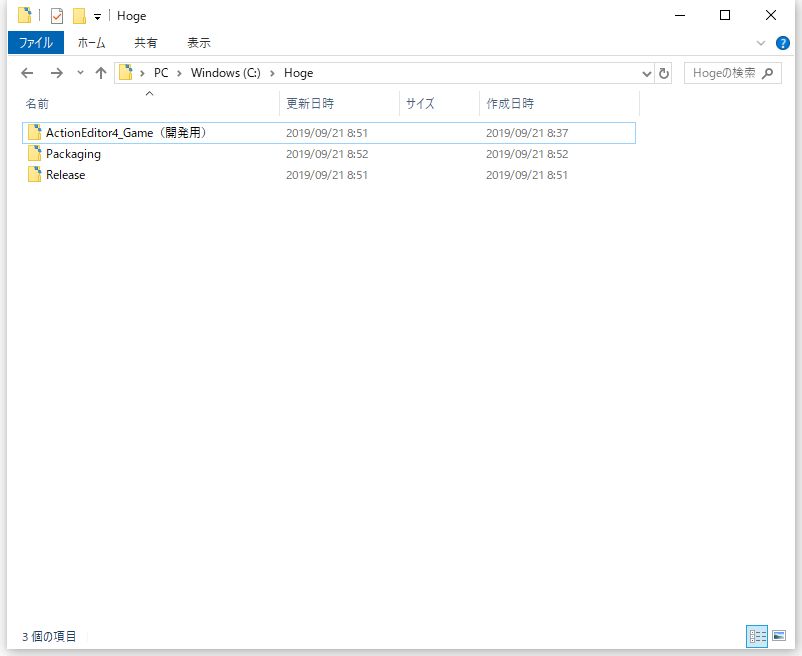 Hoge
ファイル ホーム 共有 表示
PC Windows (C:) Hoge Hogeの検索
名前 更新日時 サイズ 作成日時
ActionEditor4_Game（開発用） 2019/09/21 8:51 2019/09/21 8:37
Packaging 2019/09/21 8:52 2019/09/21 8:52
Release 2019/09/21 8:51 2019/09/21 8:51
3 個の項目